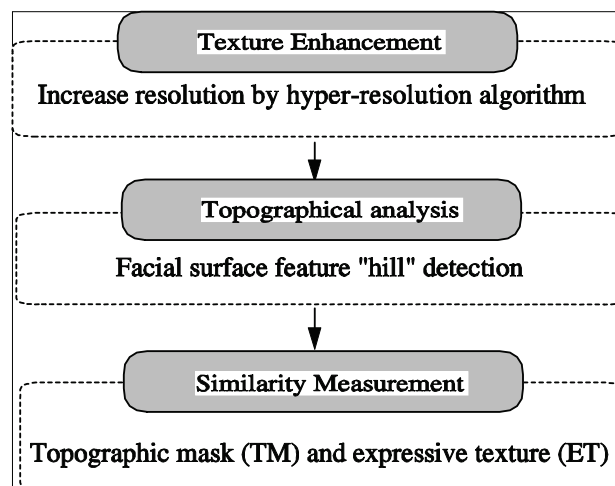 Texture Enhancement
Increase resolution by hyper-resolution algorithm
Topographical analysis
Facial surface feature "hill" detection
Similarity Measurement
Topographic mask (TM) and expressive texture (ET)